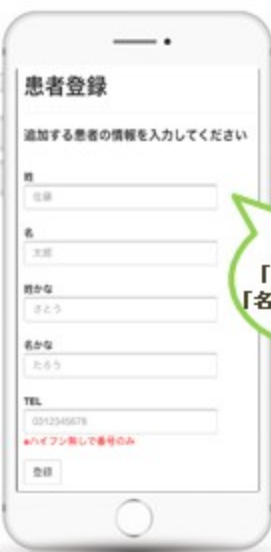 患者登録
追加する患者の情報を入力してください
姓
佐藤
名
太郎
姓かな
さとう
名かな
たろう
TEL
0312345678
※ハイフン無しで番号のみ
登録
「
「名